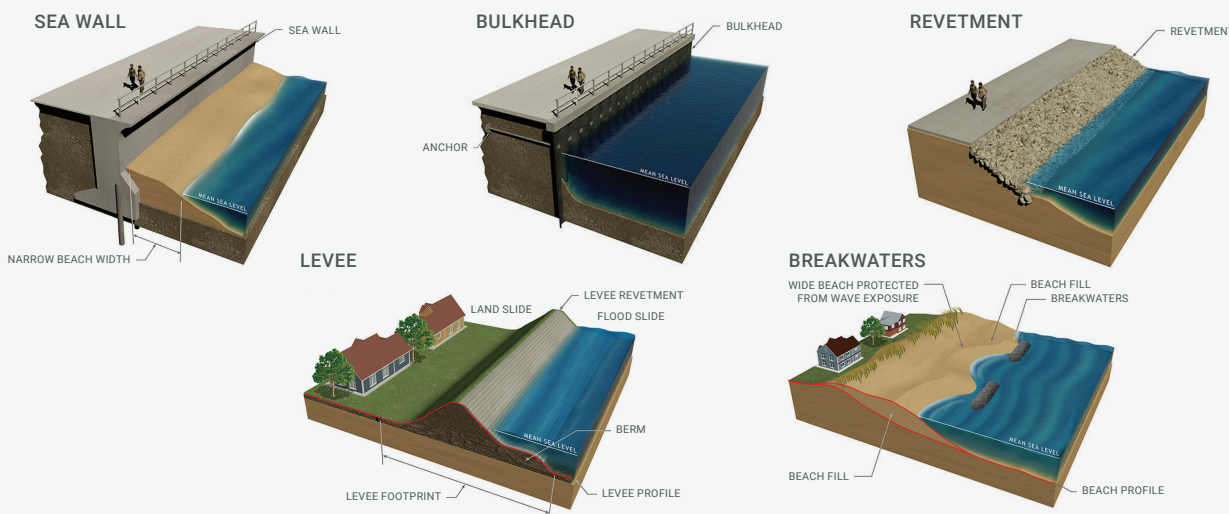 SEA WALL
SEA WALL
MEAN SEA LEVEL
NARROW BEACH WIDTH
BULKHEAD
BULKHEAD
ANCHOR
MEAN SEA LEVEL
REVETMENT
REVETMENT
MEAN SEA LEVEL
LEVEE
LAND SLIDE
LEVEE REVETMENT
FLOOD SLIDE
MEAN SEA LEVEL
BERM
LEVEE FOOTPRINT
LEVEE PROFILE
BREAKWATERS
WIDE BEACH PROTECTED
FROM WAVE EXPOSURE
BEACH FILL
BREAKWATERS
MEAN SEA LEVEL
BEACH FILL
BEACH PROFILE